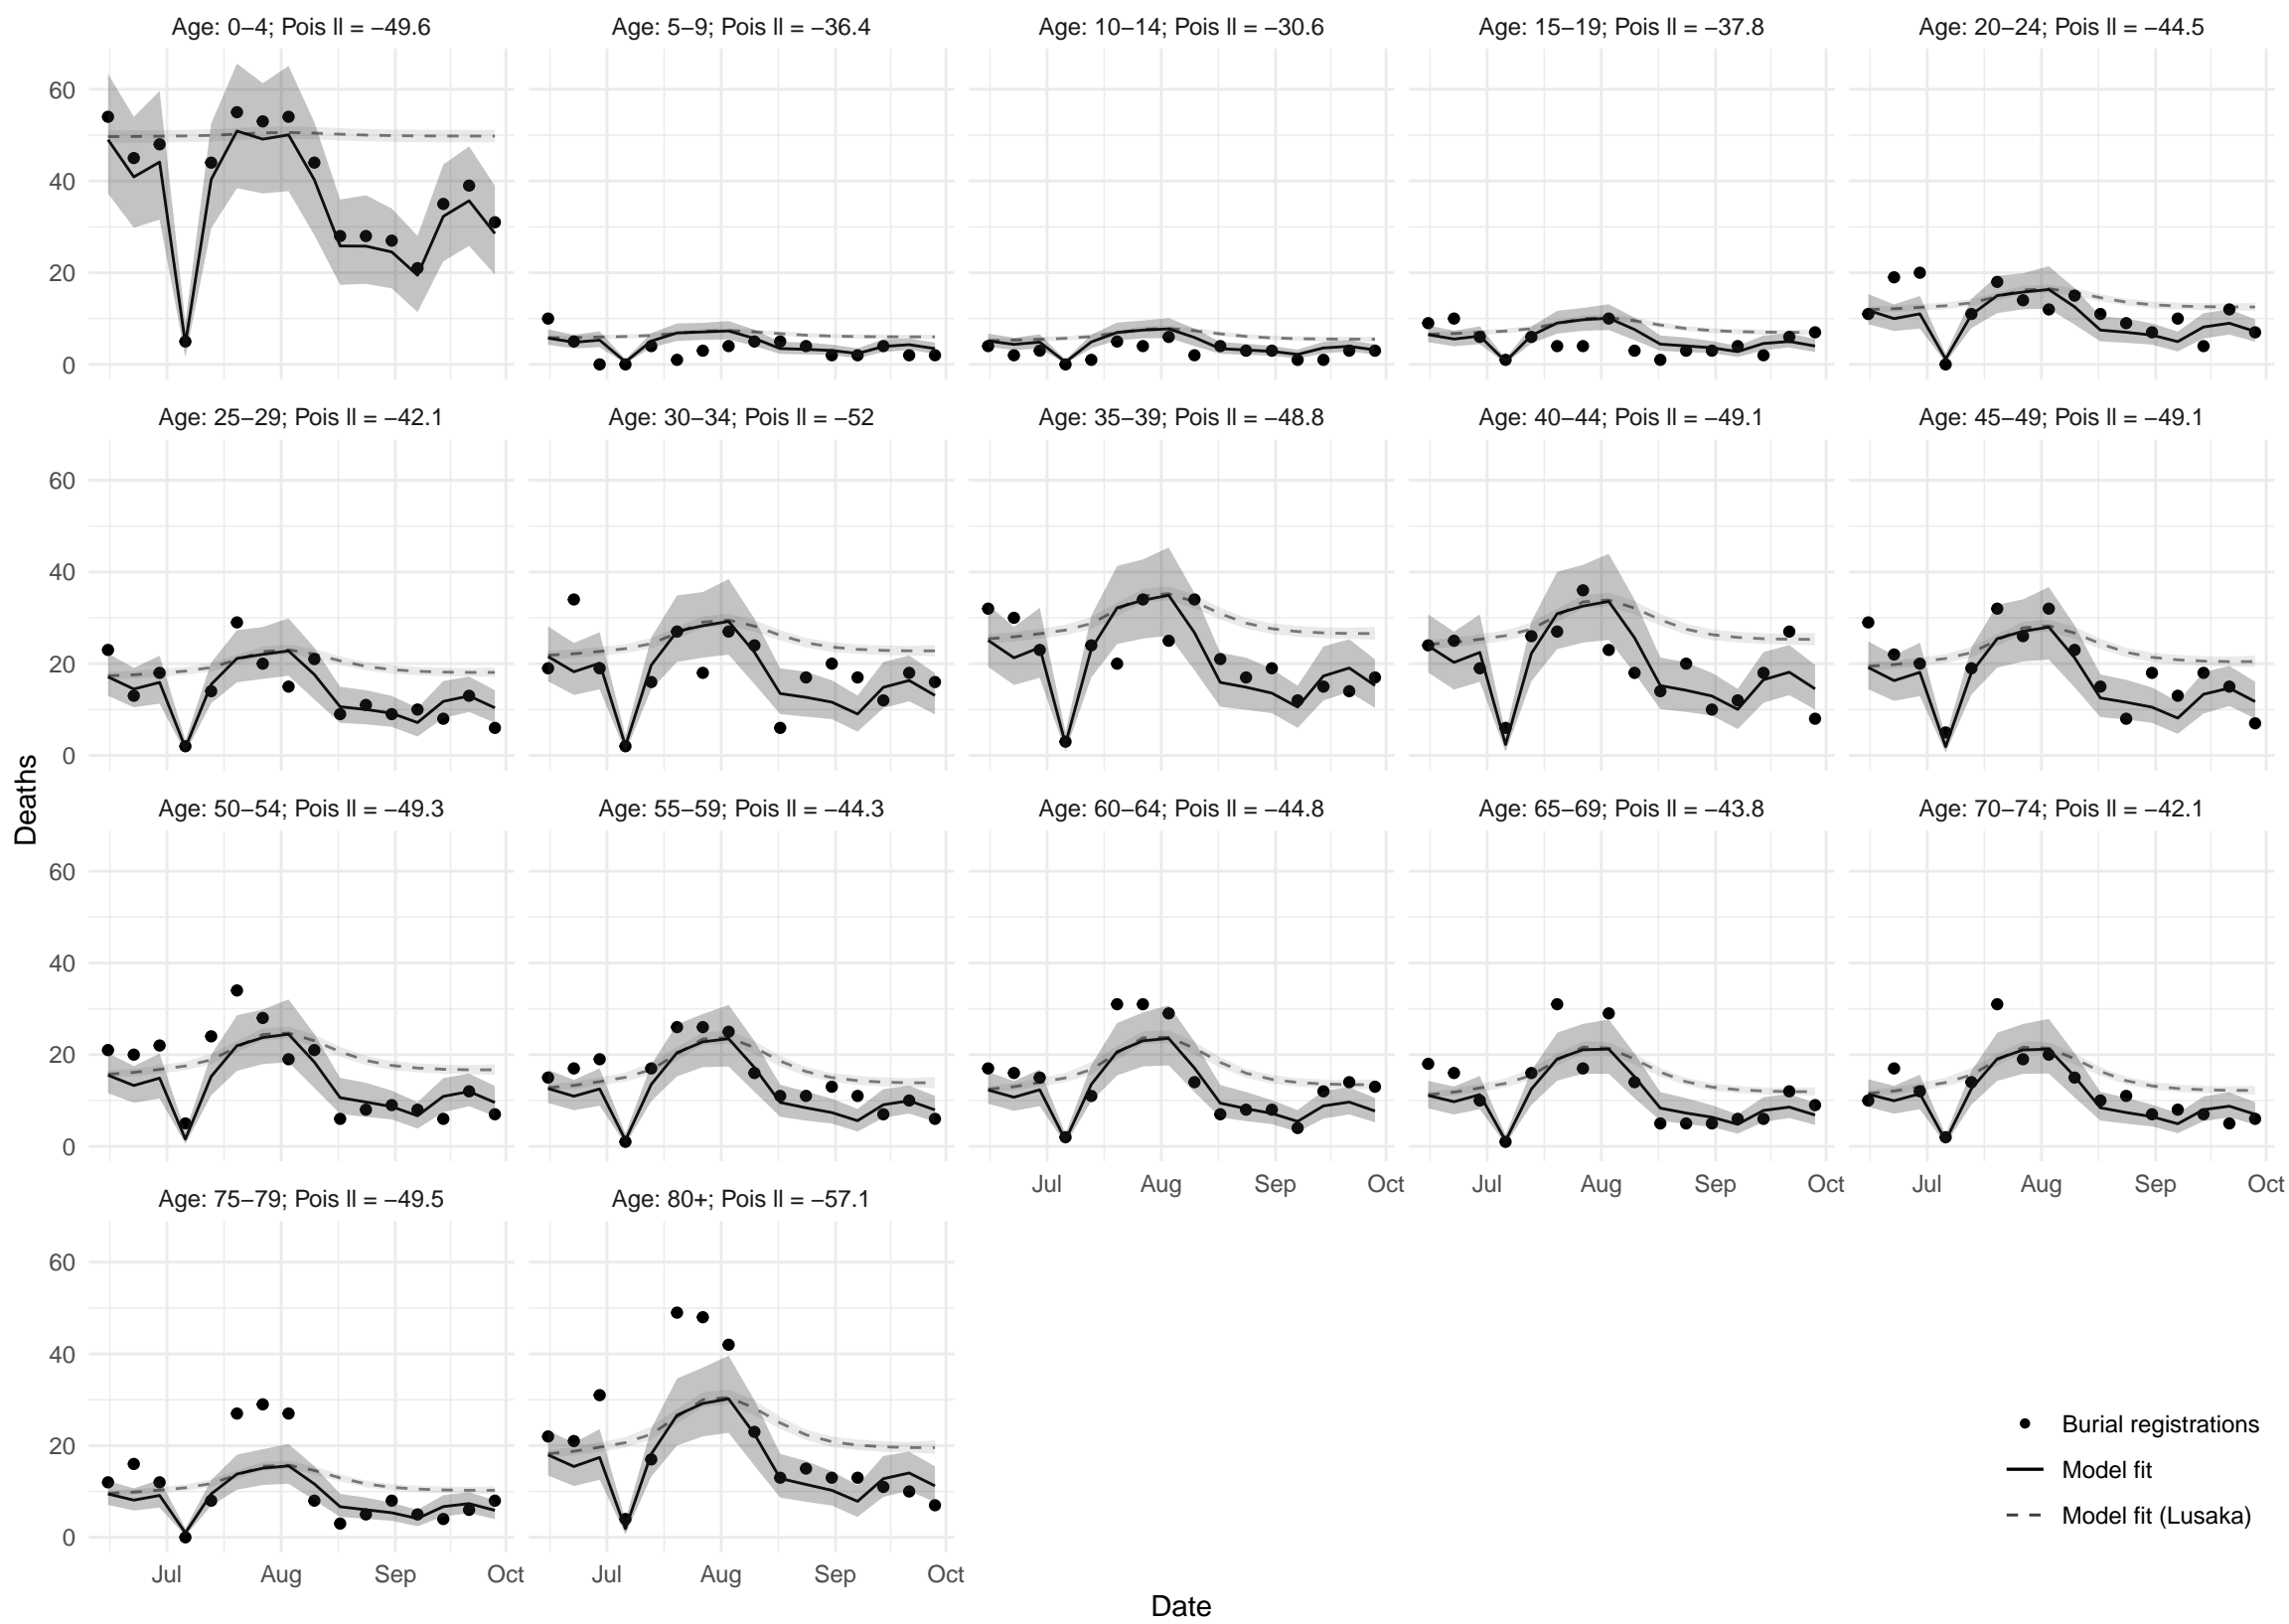 Age: 0−4; Pois ll = −49.6
Age: 5−9; Pois ll = −36.4
Age: 10−14; Pois ll = −30.6
Age: 15−19; Pois ll = −37.8
Age: 20−24; Pois ll = −44.5
60
40
20
0
Age: 25−29; Pois ll = −42.1
Age: 30−34; Pois ll = −52
Age: 35−39; Pois ll = −48.8
Age: 40−44; Pois ll = −49.1
Age: 45−49; Pois ll = −49.1
60
40
20
0
Deaths
Age: 50−54; Pois ll = −49.3
Age: 55−59; Pois ll = −44.3
Age: 60−64; Pois ll = −44.8
Age: 65−69; Pois ll = −43.8
Age: 70−74; Pois ll = −42.1
60
40
20
0
Jul Aug Sep Oct
Jul Aug Sep Oct
Jul Aug Sep Oct
Age: 75−79; Pois ll = −49.5
Age: 80+; Pois ll = −57.1
60
40
20
0
Jul Aug Sep Oct
Jul Aug Sep Oct
Burial registrations
Model fit
Model fit (Lusaka)
Date